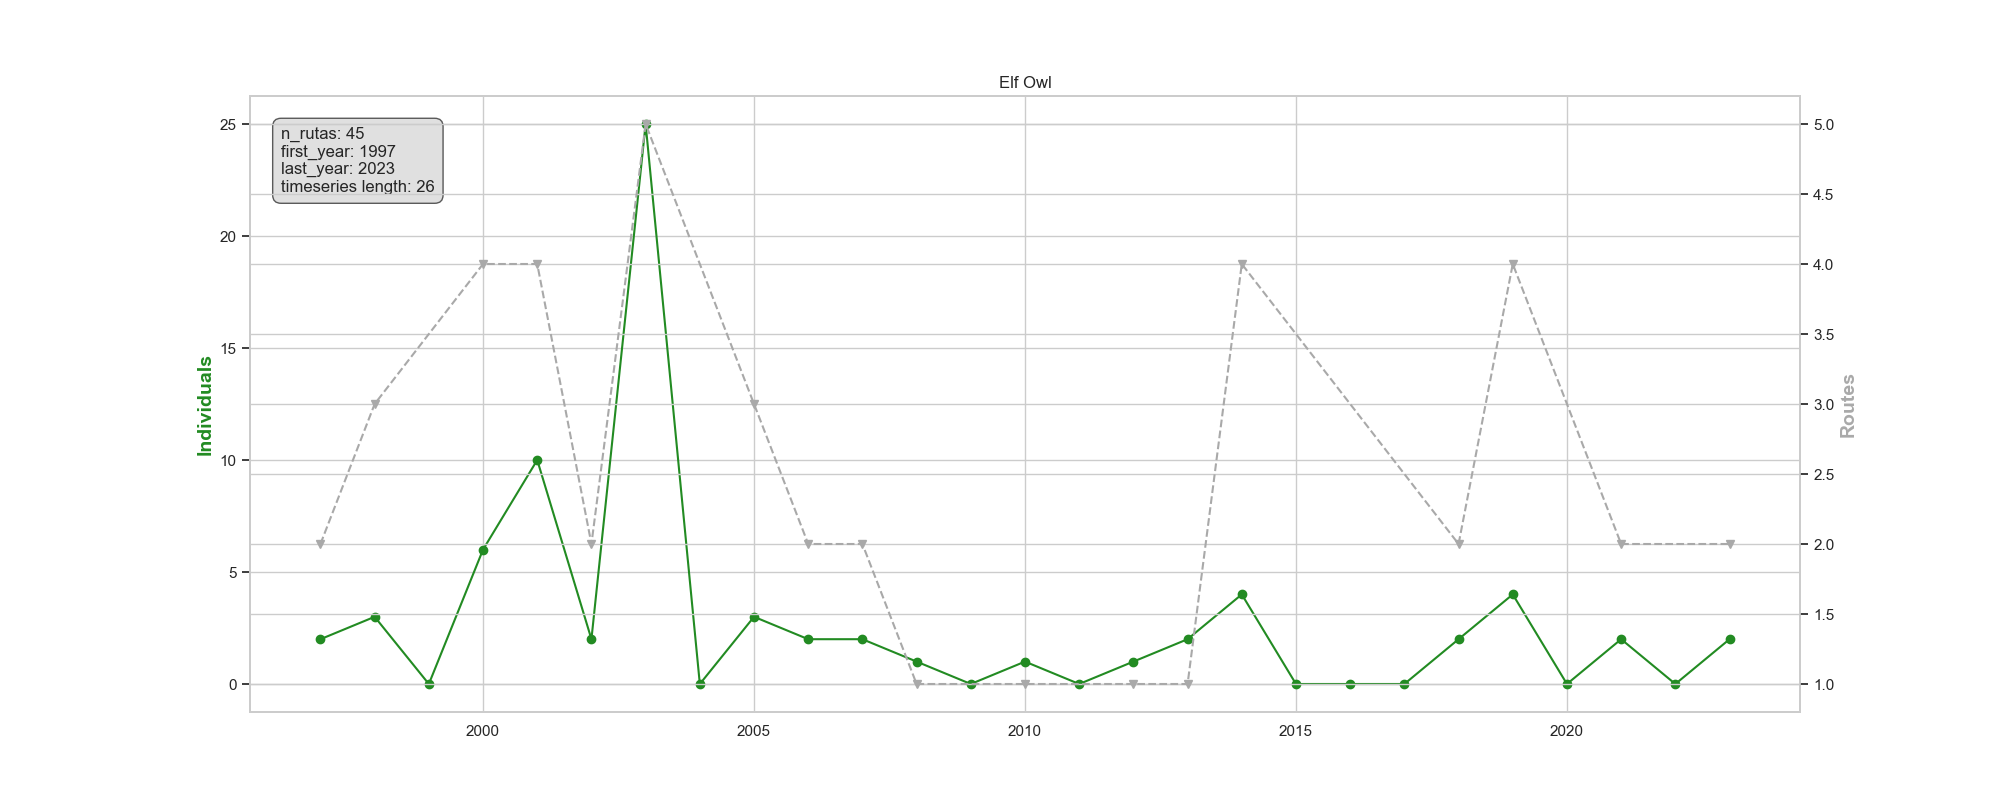 Elf Owl
n_rutas: 45
first_year: 1997
last_year: 2023
timeseries length: 26
25
20
15
10
5
0
Individuals
5.0
4.5
4.0
3.5
3.0
2.5
2.0
1.5
1.0
Routes
2000
2005
2010
2015
2020